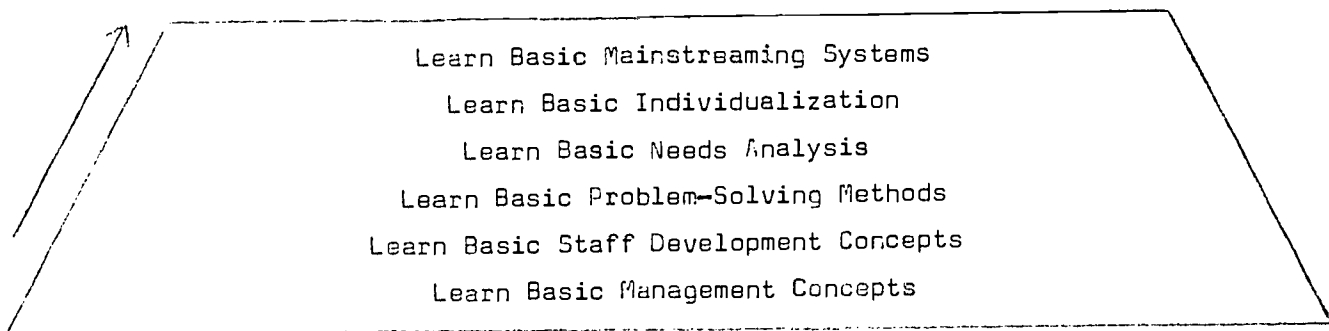 Learn Basic Mainstreaming Systems
Learn Basic Individualization
Learn Basic Needs Analysis
Learn Basic Problem-Solving Methods
Learn Basic Staff Development Concepts
Learn Basic Management Concepts